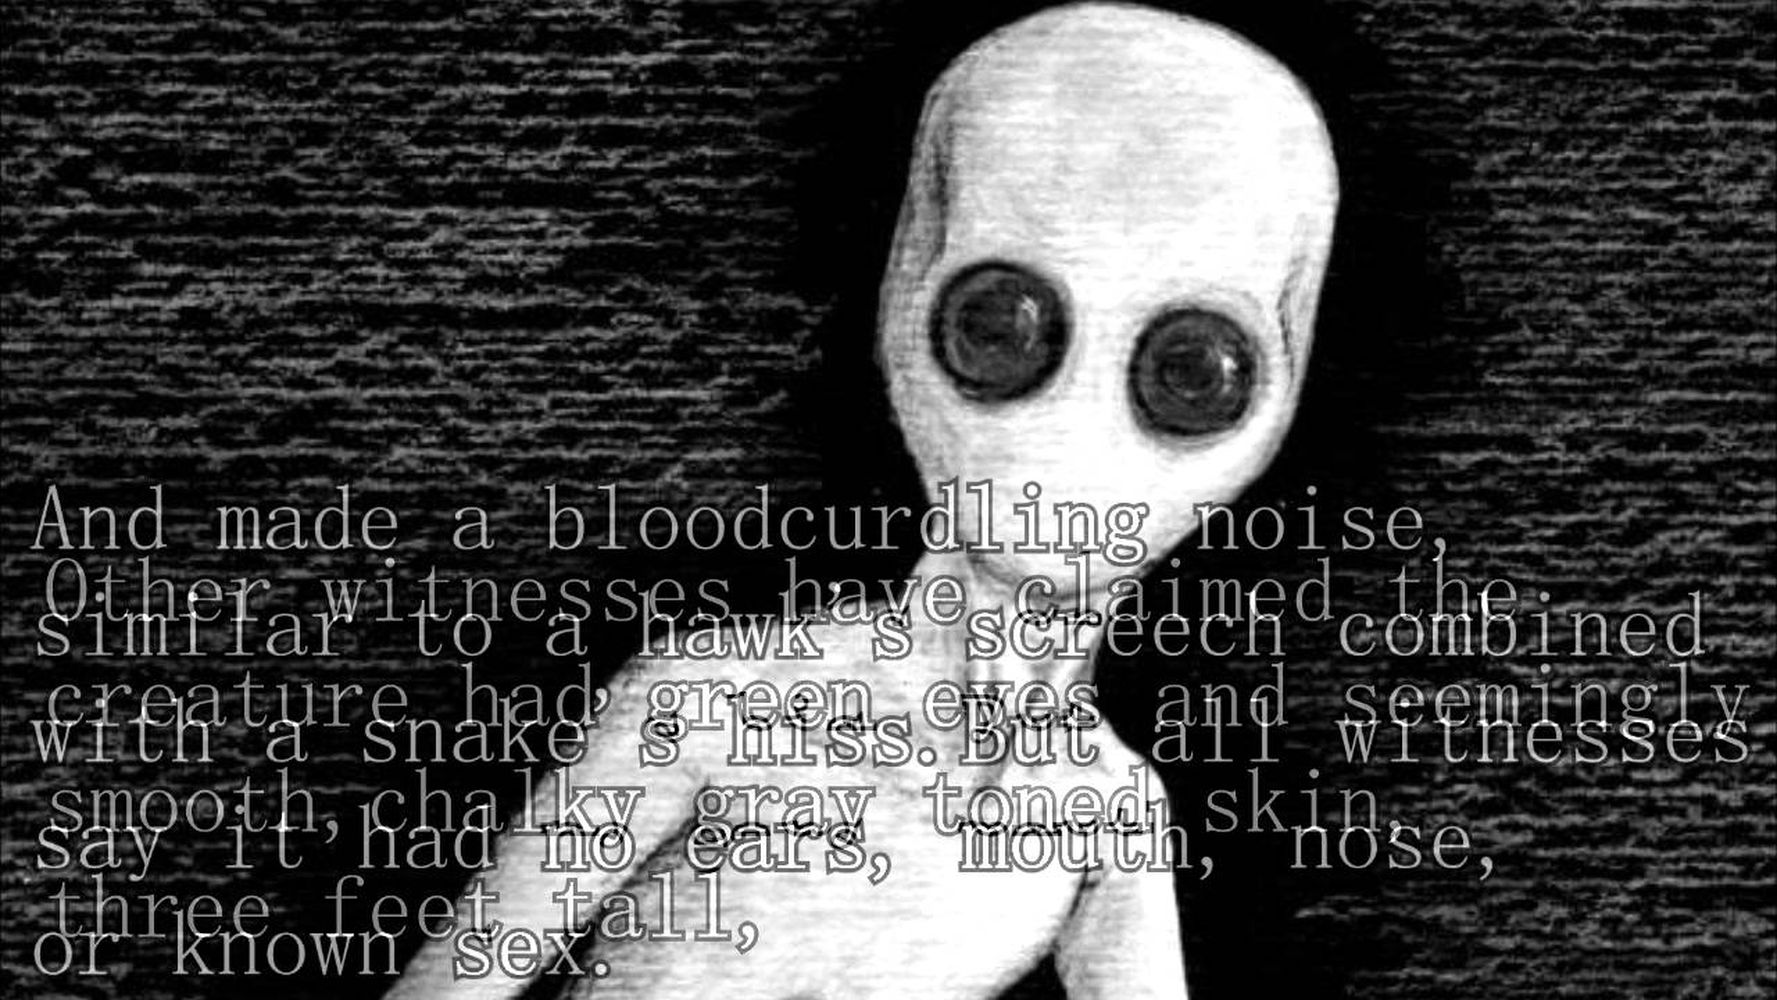 And made a bloodcurdling noise,
Other witnesses have claimed the
similar to a hawk's screech combined
creature had green eyes and seemingly
with a snake's hiss. But all witnesses
smooth, chalky gray toned skin,
say it had no ears, mouth, nose,
three feet tall,
or known sex.